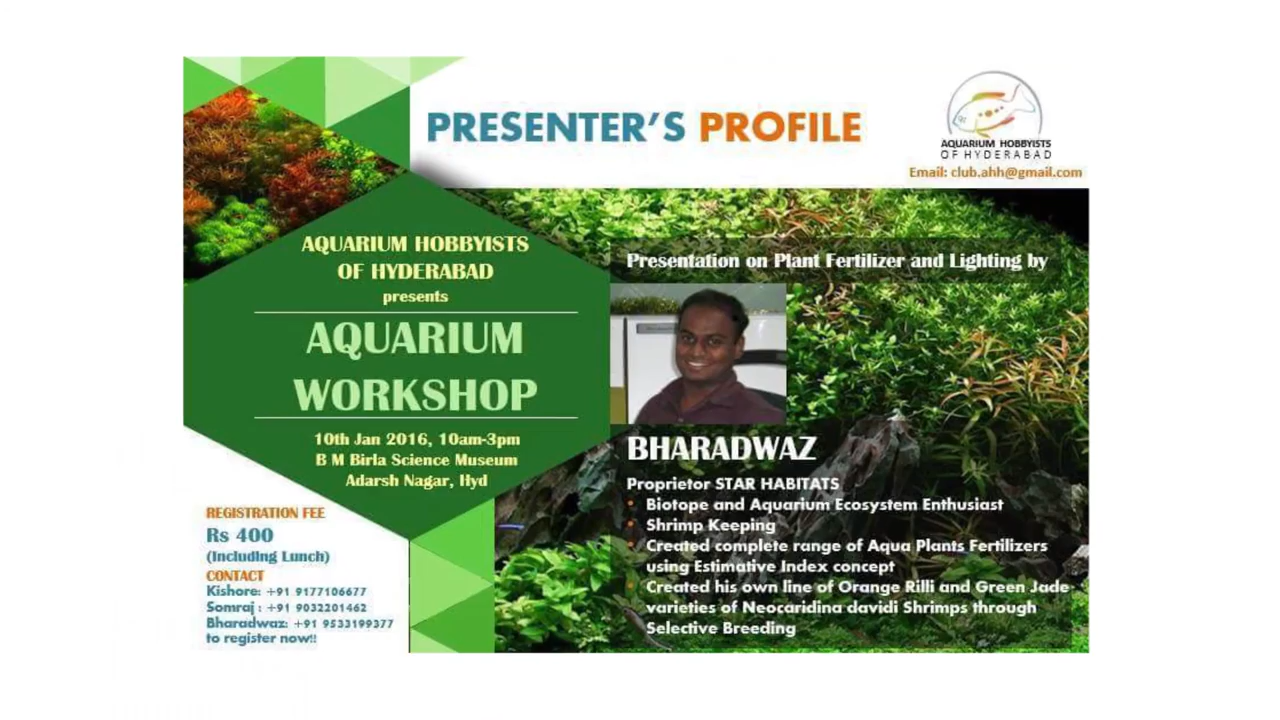 PRESENTER'S PROFILE
AQUARIUM HOBBYISTS
OF HYDERABAD
Email: club.ahh@gmail.com
AQUARIUM HOBBYISTS
OF HYDERABAD
presents
AQUARIUM
WORKSHOP
10th Jan 2016, 10am-3pm
B M Birla Science Museum
Adarsh Nagar, Hyd
REGISTRATION FEE
Rs 400
(Including Lunch)
CONTACT
Kishore: +91 9177106677
Somraj : +91 9032201462
Bharadwaz: +91 9533199377
to register now!!
Presentation on Plant Fertilizer and Lighting by
BHARADWAZ
Proprietor STAR HABITATS
• Biotope and Aquarium Ecosystem Enthusiast
• Shrimp Keeping
• Created complete range of Aqua Plants Fertilizers
using Estimative Index concept
• Created his own line of Orange Rilli and Green Jade
varieties of Neocaridina davidi Shrimps through
Selective Breeding